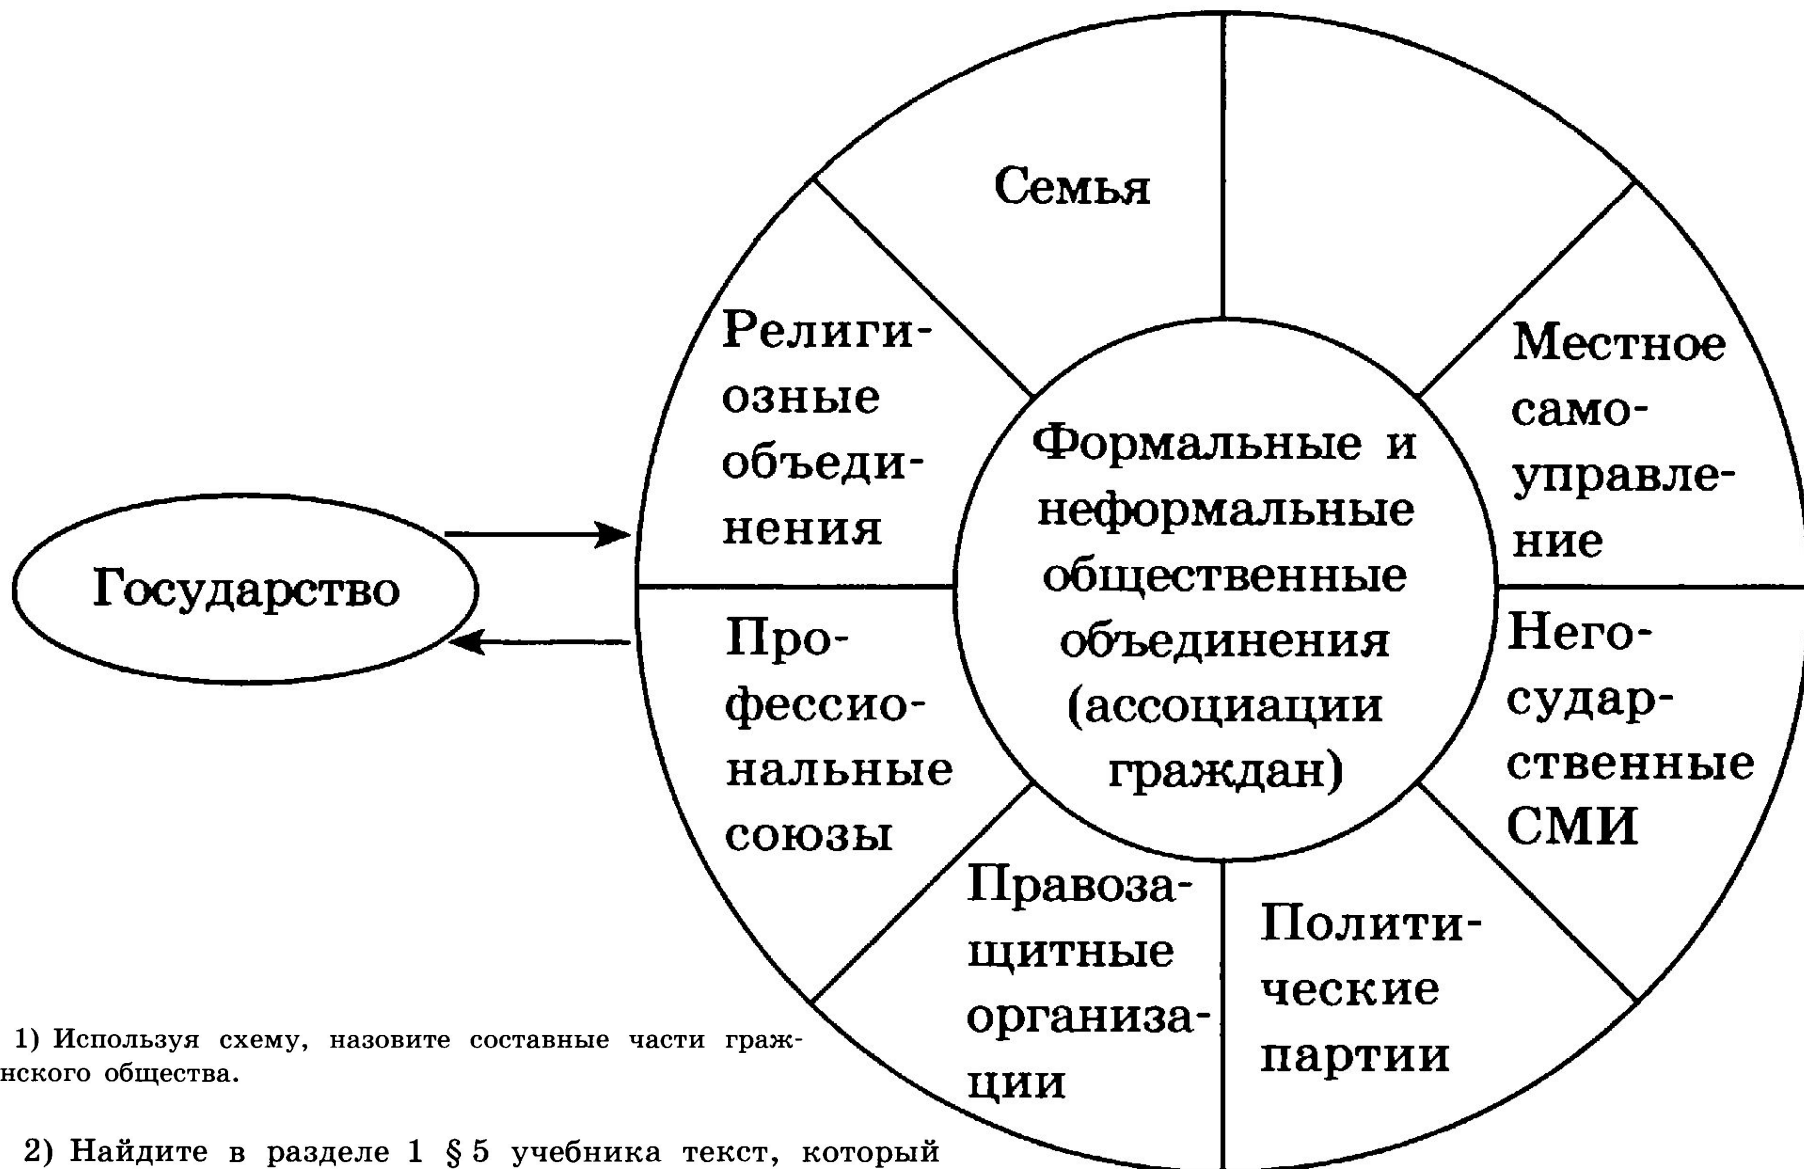 Семья
Религи-
озные
объеди-
нения
Местное
само-
управле-
ние
Формальные и
неформальные
общественные
объединения
(ассоциации
граждан)
Государство
Про-
фессио-
нальные
союзы
Него-
судар-
ственные
СМИ
Правоза-
щитные
организа-
ции
Полити-
ческие
партии
1) Используя схему, назовите составные части граж-
нского общества.
2) Найдите в разделе 1 § 5 учебника текст, который